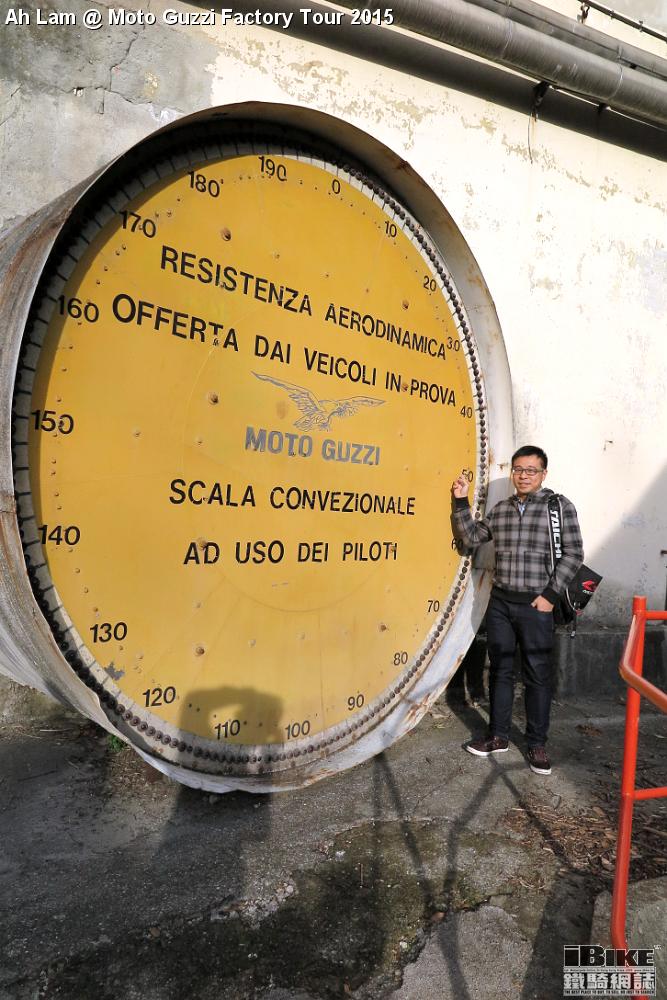 Ah Lam @ Moto Guzzi Factory Tour 2015
190
0
180
10
170
20
RESISTENZA AERODINAMICA
30
160
OFFERTA DAI VEICOLI IN PROVA
40
150
MOTO GUZZI
50
SCALA CONVEZIONALE
140
AD USO DEI PILOTI
130
70
120
80
110
100
90
TAICHI
iBIKE
鐵騎網誌